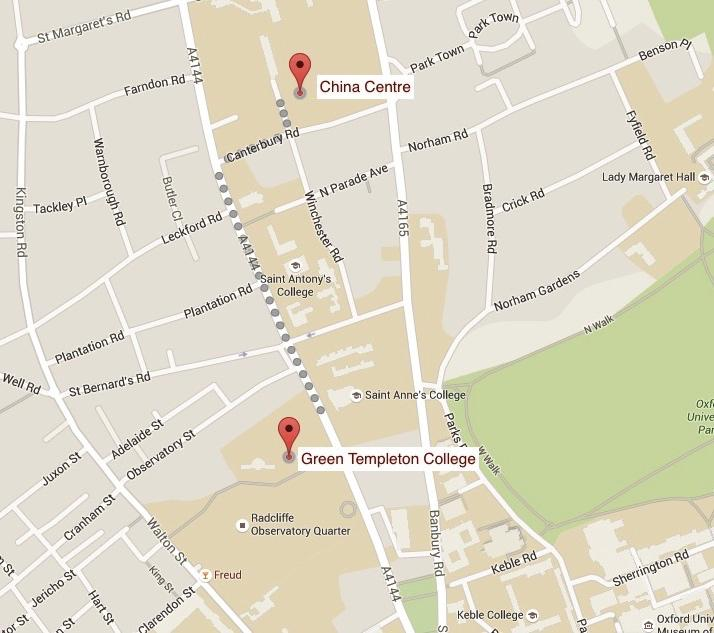 St Margaret's Rd
A4144
Park Town
Park Town
Benson Pl
China Centre
Farndon Rd
Canterbury Rd
Norham Rd
Fyfield Rd
Warnborough Rd
Butler Cl
N Parade Ave
Lady Margaret Hall
Kingston Rd
Tackley Pl
Leckford Rd
Winchester Rd
A4165
Bradmore Rd
Crick Rd
A4144
Saint Antony's
College
Plantation Rd
Norham Gardens
Plantation Rd
N Walk
Well Rd
St Bernard's Rd
Saint Anne's College
Adelaide St
Observatory St
Parks
W Walk
Green Templeton College
Juxon St
Cranham St
Radcliffe
Observatory Quarter
Walton St
Banbury Rd
Keble Rd
Sherrington Rd
Freud
King St
A4144
Jericho St
Hart St
Clarendon St
Keble College
Oxford Univ
Museum of